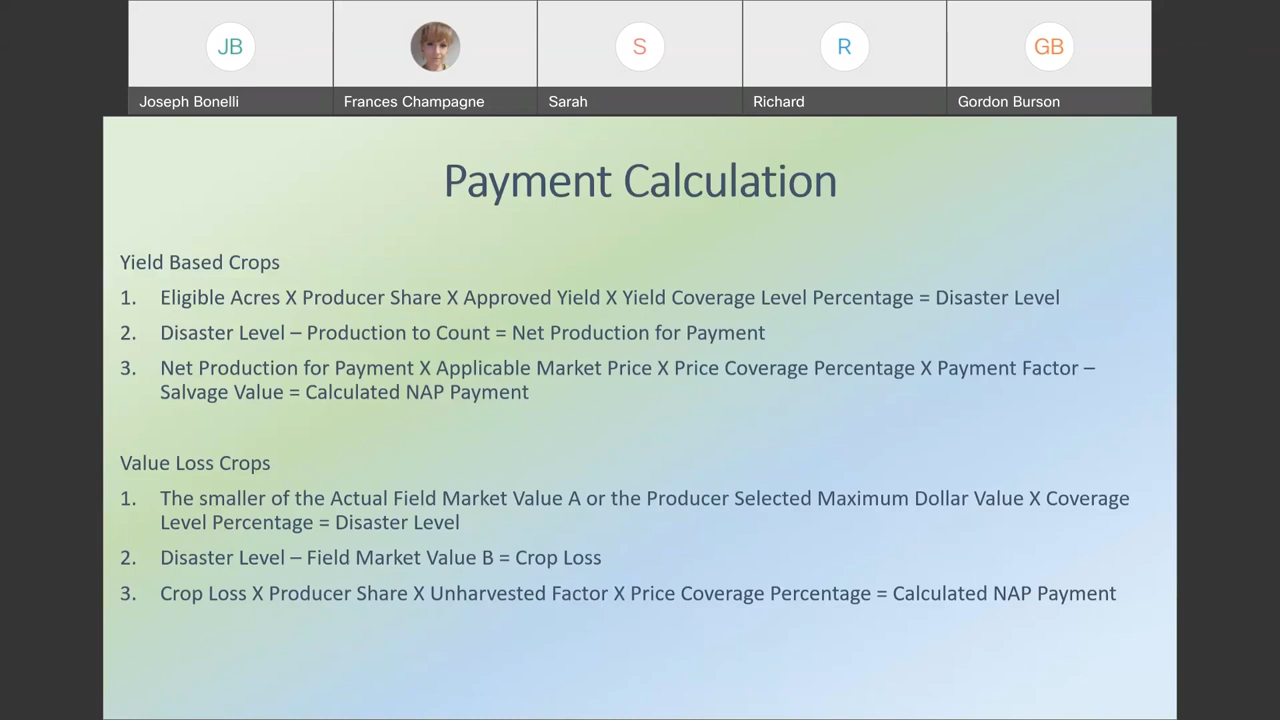 JB
S
R
GB
Joseph Bonelli
Frances Champagne
Sarah
Richard
Gordon Burson
Payment Calculation
Yield Based Crops
1. Eligible Acres X Producer Share X Approved Yield X Yield Coverage Level Percentage = Disaster Level
2. Disaster Level – Production to Count = Net Production for Payment
3. Net Production for Payment X Applicable Market Price X Price Coverage Percentage X Payment Factor –
Salvage Value = Calculated NAP Payment
Value Loss Crops
1. The smaller of the Actual Field Market Value A or the Producer Selected Maximum Dollar Value X Coverage
Level Percentage = Disaster Level
2. Disaster Level – Field Market Value B = Crop Loss
3. Crop Loss X Producer Share X Unharvested Factor X Price Coverage Percentage = Calculated NAP Payment